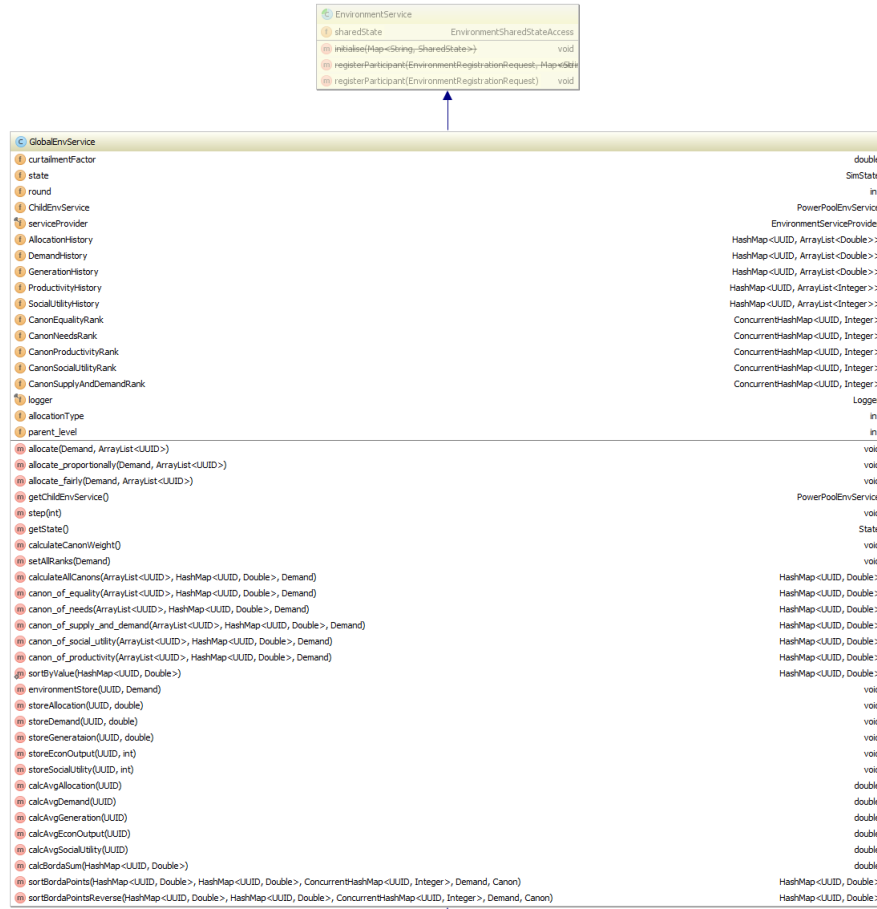 EnvironmentService
sharedState EnvironmentSharedStateAccess
initialise(Map<String, SharedState>) void
registerParticipant(EnvironmentRegistrationRequest, Map<
registerParticipant(EnvironmentRegistrationRequest) void
GlobalEnvService
curtailmentFactor double
state SimState
round in
ChildEnvService PowerPoolEnvService
serviceProvider EnvironmentServiceProvider
AllocationHistory HashMap<UUID, ArrayList<Double>>
DemandHistory HashMap<UUID, ArrayList<Double>>
GenerationHistory HashMap<UUID, ArrayList<Double>>
ProductivityHistory HashMap<UUID, ArrayList<Integer>>
SocialUtilityHistory HashMap<UUID, ArrayList<Integer>>
CanonEqualityRank ConcurrentHashMap<UUID, Integer>
CanonNeedsRank ConcurrentHashMap<UUID, Integer>
CanonProductivityRank ConcurrentHashMap<UUID, Integer>
CanonSocialUtilityRank ConcurrentHashMap<UUID, Integer>
CanonSupplyAndDemandRank ConcurrentHashMap<UUID, Integer>
logger Logger
allocationType in
parent_level in
allocate(Demand, ArrayList<UUID>) void
allocate_proportionally(Demand, ArrayList<UUID>) void
allocate_fairly(Demand, ArrayList<UUID>) void
getChildEnvService() PowerPoolEnvService
step(int) void
getState() State
calculateCanonWeight() void
setAllRanks(Demand) void
calculateAllCanons(ArrayList<UUID>, HashMap<UUID, Double>, Demand) HashMap<UUID, Double>
canon_of_equality(ArrayList<UUID>, HashMap<UUID, Double>, Demand) HashMap<UUID, Double>
canon_of_needs(ArrayList<UUID>, HashMap<UUID, Double>, Demand) HashMap<UUID, Double>
canon_of_supply_and_demand(ArrayList<UUID>, HashMap<UUID, Double>, Demand) HashMap<UUID, Double>
canon_of_social_utility(ArrayList<UUID>, HashMap<UUID, Double>, Demand) HashMap<UUID, Double>
canon_of_productivity(ArrayList<UUID>, HashMap<UUID, Double>, Demand) HashMap<UUID, Double>
sortByValue(HashMap<UUID, Double>) HashMap<UUID, Double>
environmentStore(UUID, Demand) void
storeAllocation(UUID, double) void
storeDemand(UUID, double) void
storeGenerataion(UUID, double) void
storeEconOutput(UUID, int) void
storeSocialUtility(UUID, int) void
calcAvgAllocation(UUID) double
calcAvgDemand(UUID) double
calcAvgGeneration(UUID) double
calcAvgEconOutput(UUID) double
calcAvgSocialUtility(UUID) double
calcBordaSum(HashMap<UUID, Double>) double
sortBordaPoints(HashMap<UUID, Double>, HashMap<UUID, Double>, ConcurrentHashMap<UUID, Integer>, Demand, Canon) HashMap<UUID, Double>
sortBordaPointsReverse(HashMap<UUID, Double>, HashMap<UUID, Double>, ConcurrentHashMap<UUID, Integer>, Demand, Canon) HashMap<UUID, Double>